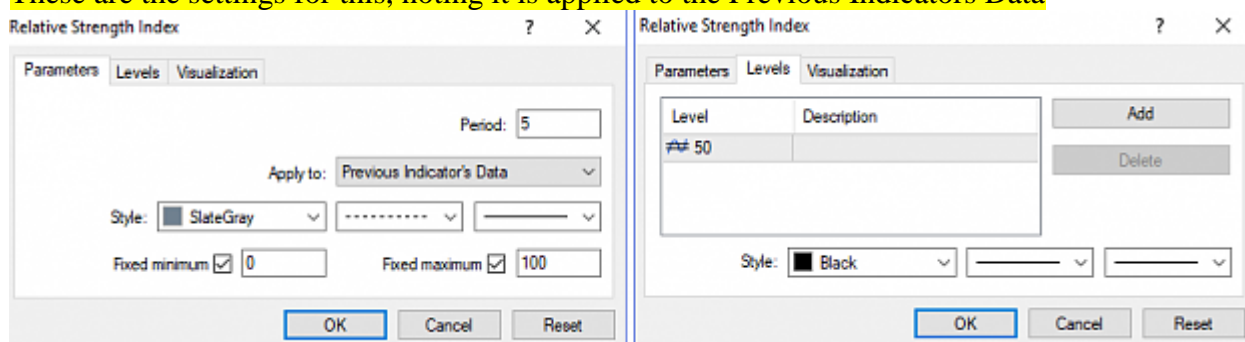 These are the settings for this, noting it is applied to the Previous Indicators Data
Relative Strength Index ? ×
Parameters Levels Visualization
Period: 5
Apply to: Previous Indicator's Data
Style: SlateGray
Fixed minimum 0 Fixed maximum 100
OK Cancel Reset
Relative Strength Index ? ×
Parameters Levels Visualization
Level Description Add
50
Delete
Style: Black
OK Cancel Reset